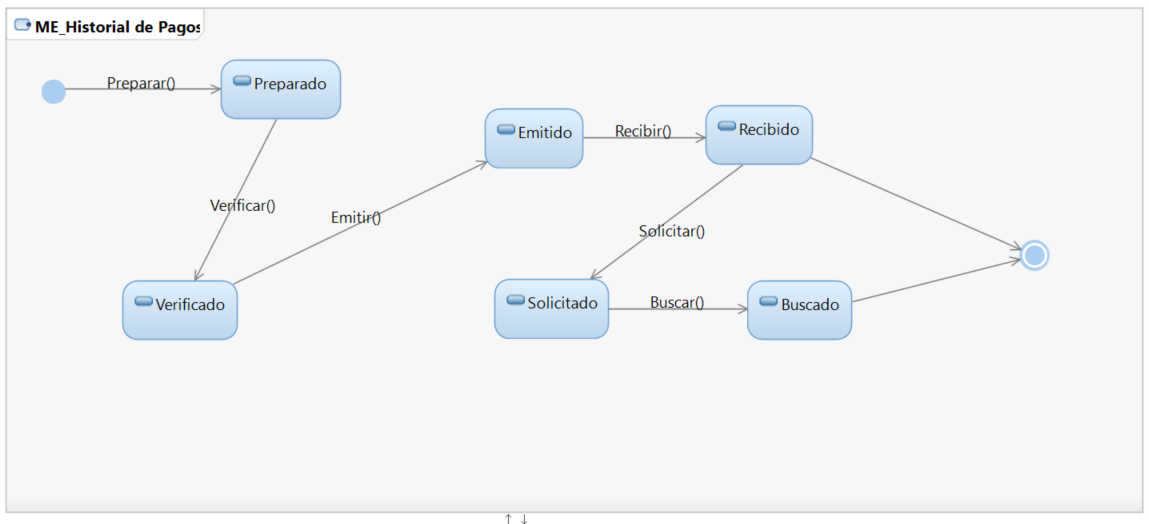 ME_Historial de Pagos
Preparar()
Preparado
Emitido
Recibir()
Recibido
Verificar()
Emitir()
Solicitar()
Verificado
Solicitado
Buscar()
Buscado